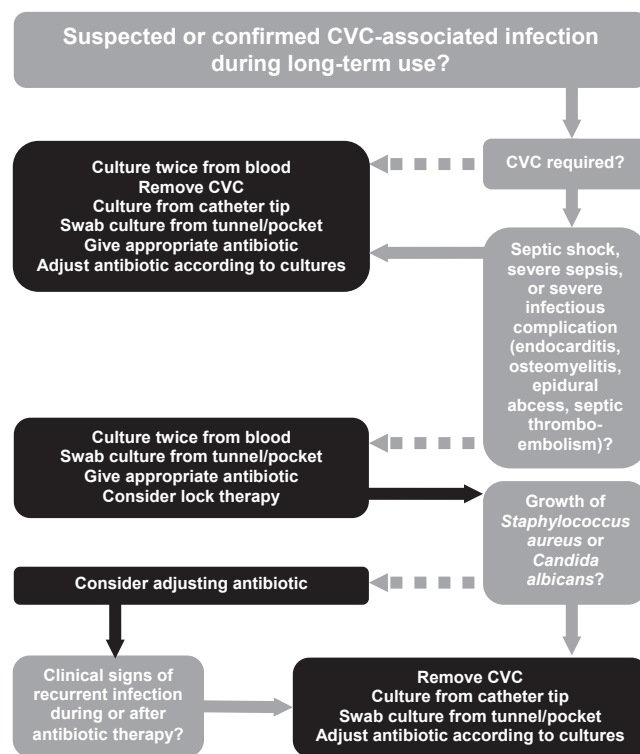 Suspected or confirmed CVC-associated infection
during long-term use?
CVC required?
Culture twice from blood
Remove CVC
Culture from catheter tip
Swab culture from tunnel/pocket
Give appropriate antibiotic
Adjust antibiotic according to cultures
Septic shock,
severe sepsis,
or severe
infectious
complication
(endocarditis,
osteomyelitis,
epidural
abcess, septic
thrombo-
embolism)?
Culture twice from blood
Swab culture from tunnel/pocket
Give appropriate antibiotic
Consider lock therapy
Growth of
Staphylococcus
aureus or
Candida
albicans?
Consider adjusting antibiotic
Clinical signs of
recurrent infection
during or after
antibiotic therapy?
Remove CVC
Culture from catheter tip
Swab culture from tunnel/pocket
Adjust antibiotic according to cultures